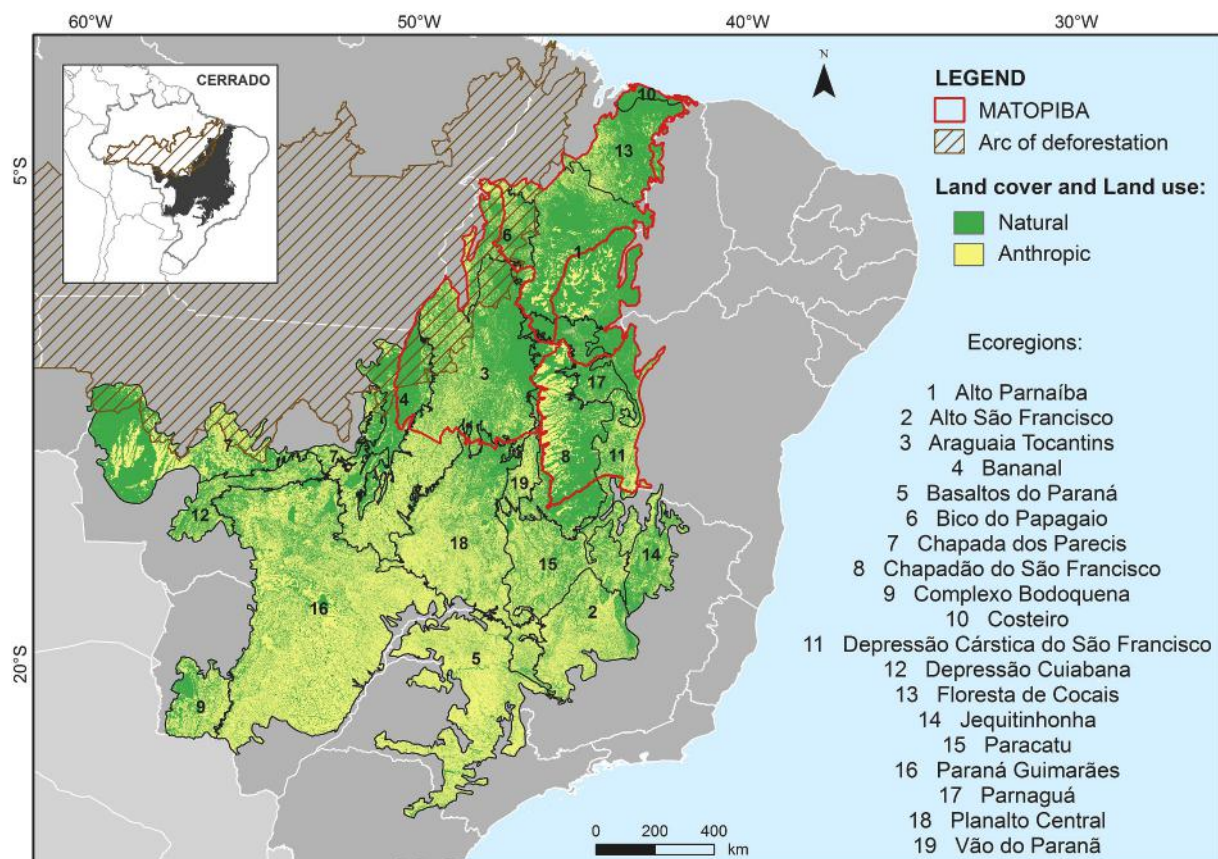 60°W 50°W 40°W 30°W
5°S
20°S
CERRADO
N
LEGEND
MATOPIBA
Arc of deforestation
Land cover and Land use:
Natural
Anthropic
Ecoregions:
1 Alto Parnaíba
2 Alto São Francisco
3 Araguaia Tocantins
4 Bananal
5 Basaltos do Paraná
6 Bico do Papagaio
7 Chapada dos Parecis
8 Chapadão do São Francisco
9 Complexo Bodoquena
10 Costeiro
11 Depressão Cárstica do São Francisco
12 Depressão Cuiabana
13 Floresta de Cocais
14 Jequitinhonha
15 Paracatu
16 Paraná Guimarães
17 Parnaguá
18 Planalto Central
19 Vão do Paranã
10
13
6
1
3
4
17
7
7
8
11
19
12
18
15
14
16
2
5
9
0 200 400
km